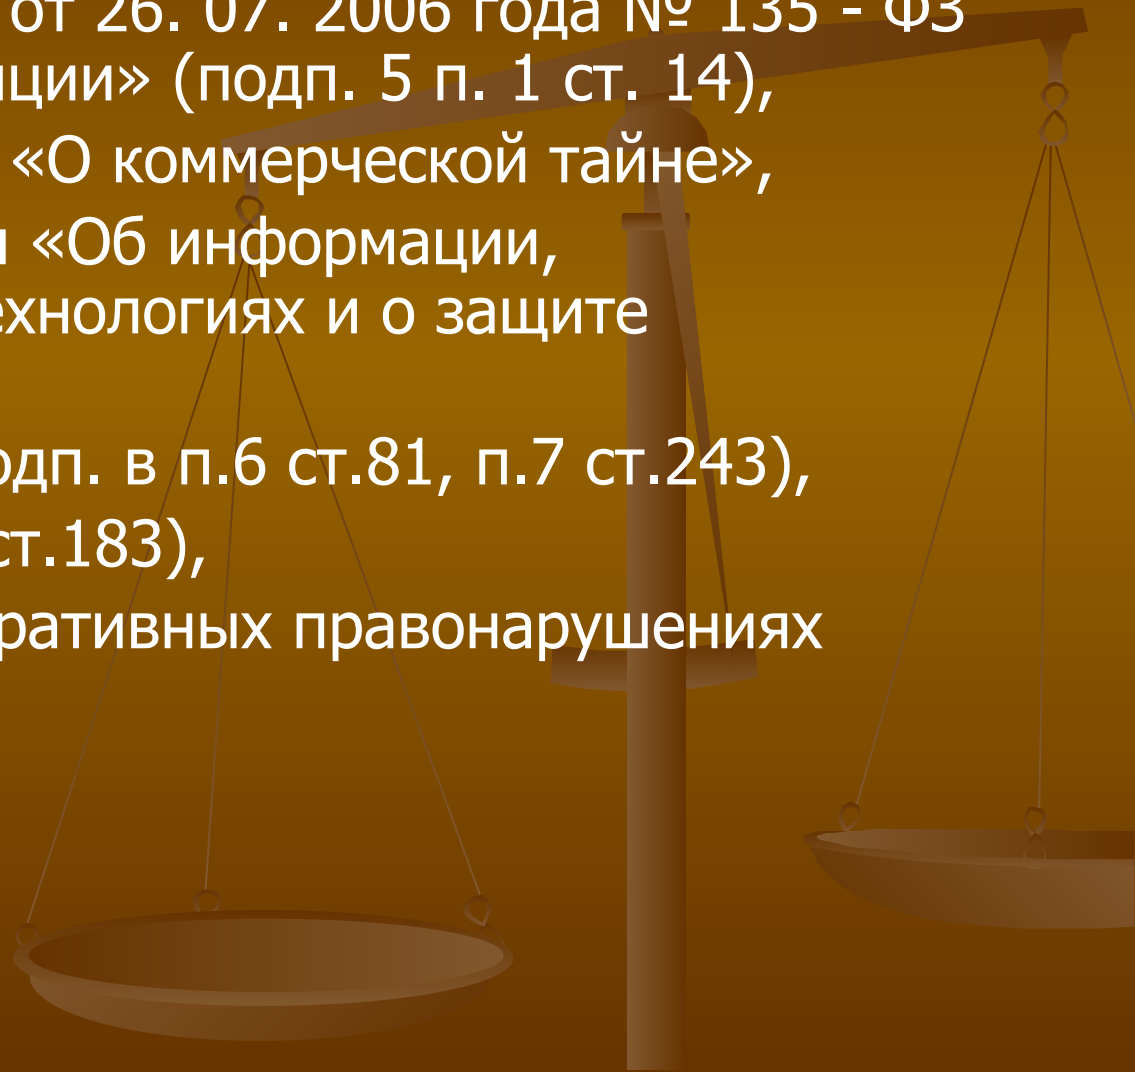 от 26. 07. 2006 года № 135 - ФЗ
нции» (подп. 5 п. 1 ст. 14),
«О коммерческой тайне»,
и «Об информации,
ехнологиях и о защите
одп. в п.6 ст.81, п.7 ст.243),
ст.183),
ративных правонарушениях